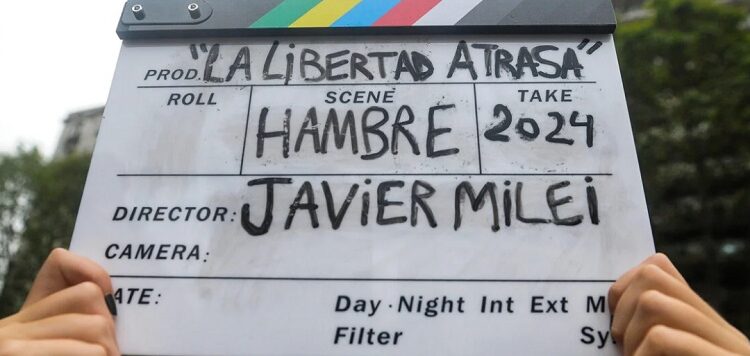 PROD. "LA LIBERTAD ATRASA"
ROLL SCENE TAKE
HAMBRE 2024
DIRECTOR: JAVIER MILEI
CAMERA:
ATE: Day·Night Int Ext M
Filter Sy